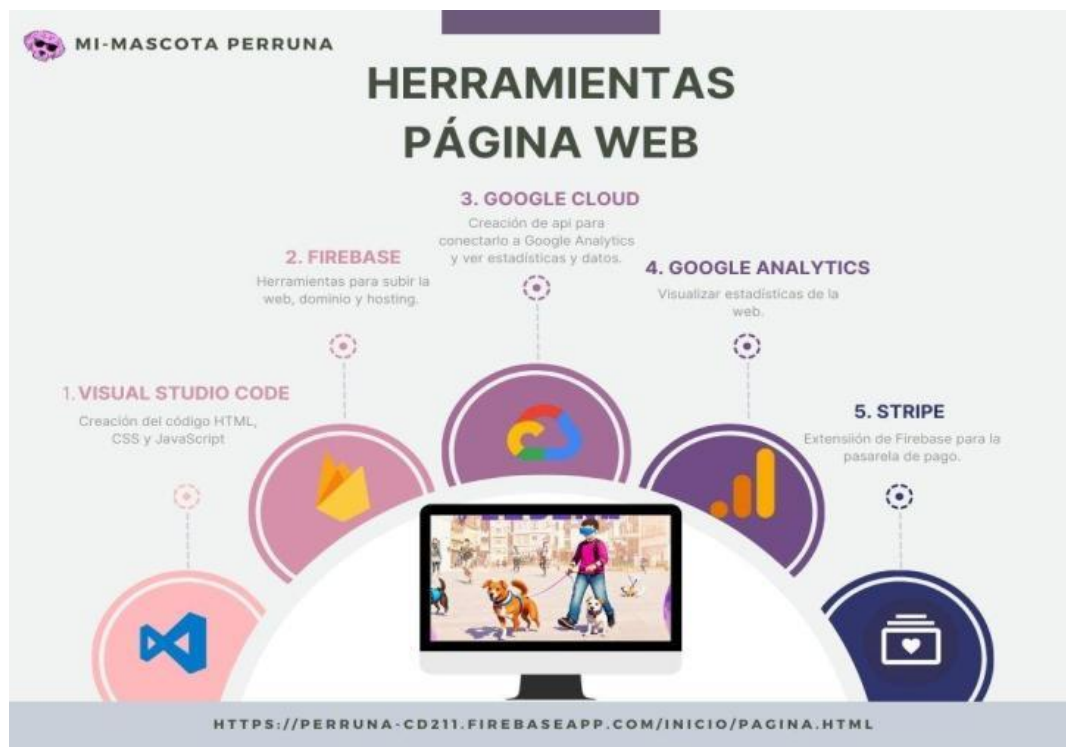 MI-MASCOTA PERRUNA
HERRAMIENTAS
PÁGINA WEB
3. GOOGLE CLOUD
Creación de api para
conectarlo a Google Analytics
y ver estadísticas y datos.
2. FIREBASE
Herramientas para subir la
web, dominio y hosting.
4. GOOGLE ANALYTICS
Visualizar estadísticas de la
web.
1. VISUAL STUDIO CODE
Creación del código HTML,
CSS y JavaScript
5. STRIPE
Extensiión de Firebase para la
pasarela de pago.
HTTPS://PERRUNA-CD211.FIREBASEAPP.COM/INICIO/PAGINA.HTML